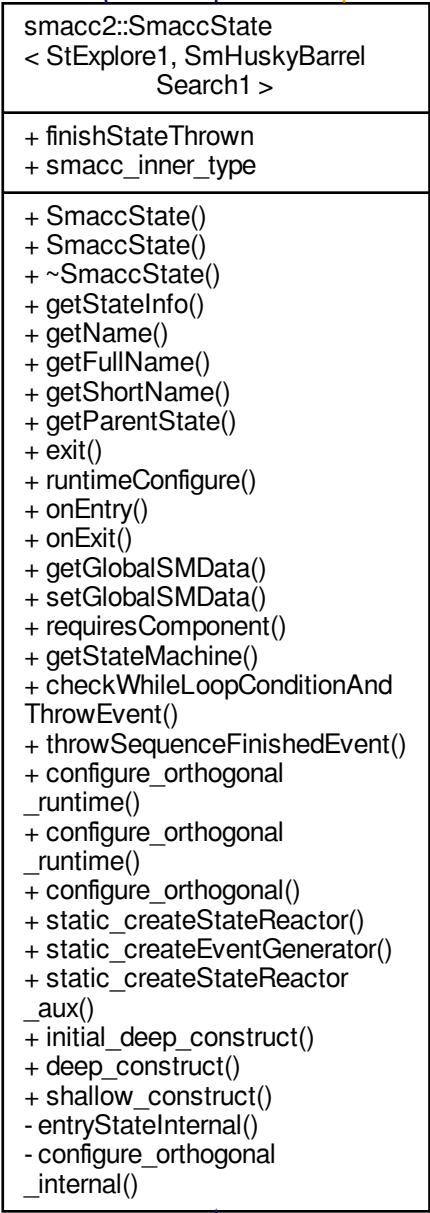 smacc2::SmaccState
< StExplore1, SmHuskyBarrel
Search1 >
+ finishStateThrown
+ smacc_inner_type
+ SmaccState()
+ SmaccState()
+ ~SmaccState()
+ getStateInfo()
+ getName()
+ getFullName()
+ getShortName()
+ getParentState()
+ exit()
+ runtimeConfigure()
+ onEntry()
+ onExit()
+ getGlobalSMData()
+ setGlobalSMData()
+ requiresComponent()
+ getStateMachine()
+ checkWhileLoopConditionAnd
ThrowEvent()
+ throwSequenceFinishedEvent()
+ configure_orthogonal
_runtime()
+ configure_orthogonal
_runtime()
+ configure_orthogonal()
+ static_createStateReactor()
+ static_createEventGenerator()
+ static_createStateReactor
_aux()
+ initial_deep_construct()
+ deep_construct()
+ shallow_construct()
- entryStateInternal()
- configure_orthogonal
_internal()